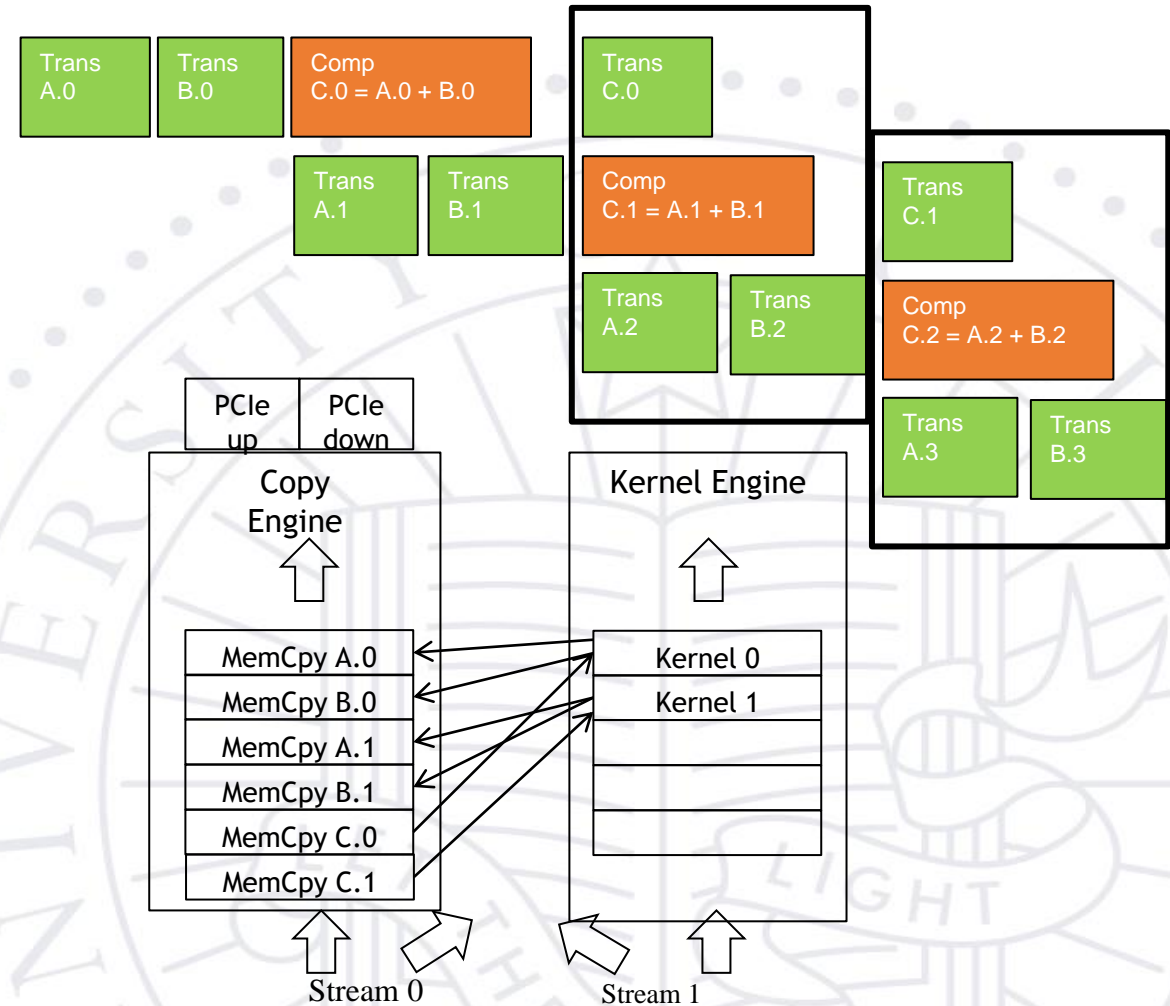 Trans
A.0
Trans
B.0
Comp
C.0 = A.0 + B.0
Trans
C.0
Trans
A.1
Trans
B.1
Comp
C.1 = A.1 + B.1
Trans
C.1
Trans
A.2
Trans
B.2
Comp
C.2 = A.2 + B.2
Trans
A.3
Trans
B.3
PCIe
up
PCIe
down
Copy
Engine
Kernel Engine
MemCpy A.0
MemCpy B.0
MemCpy A.1
MemCpy B.1
MemCpy C.0
MemCpy C.1
Kernel 0
Kernel 1
Stream 0
Stream 1
NIVERSITY
LIGHT
THE